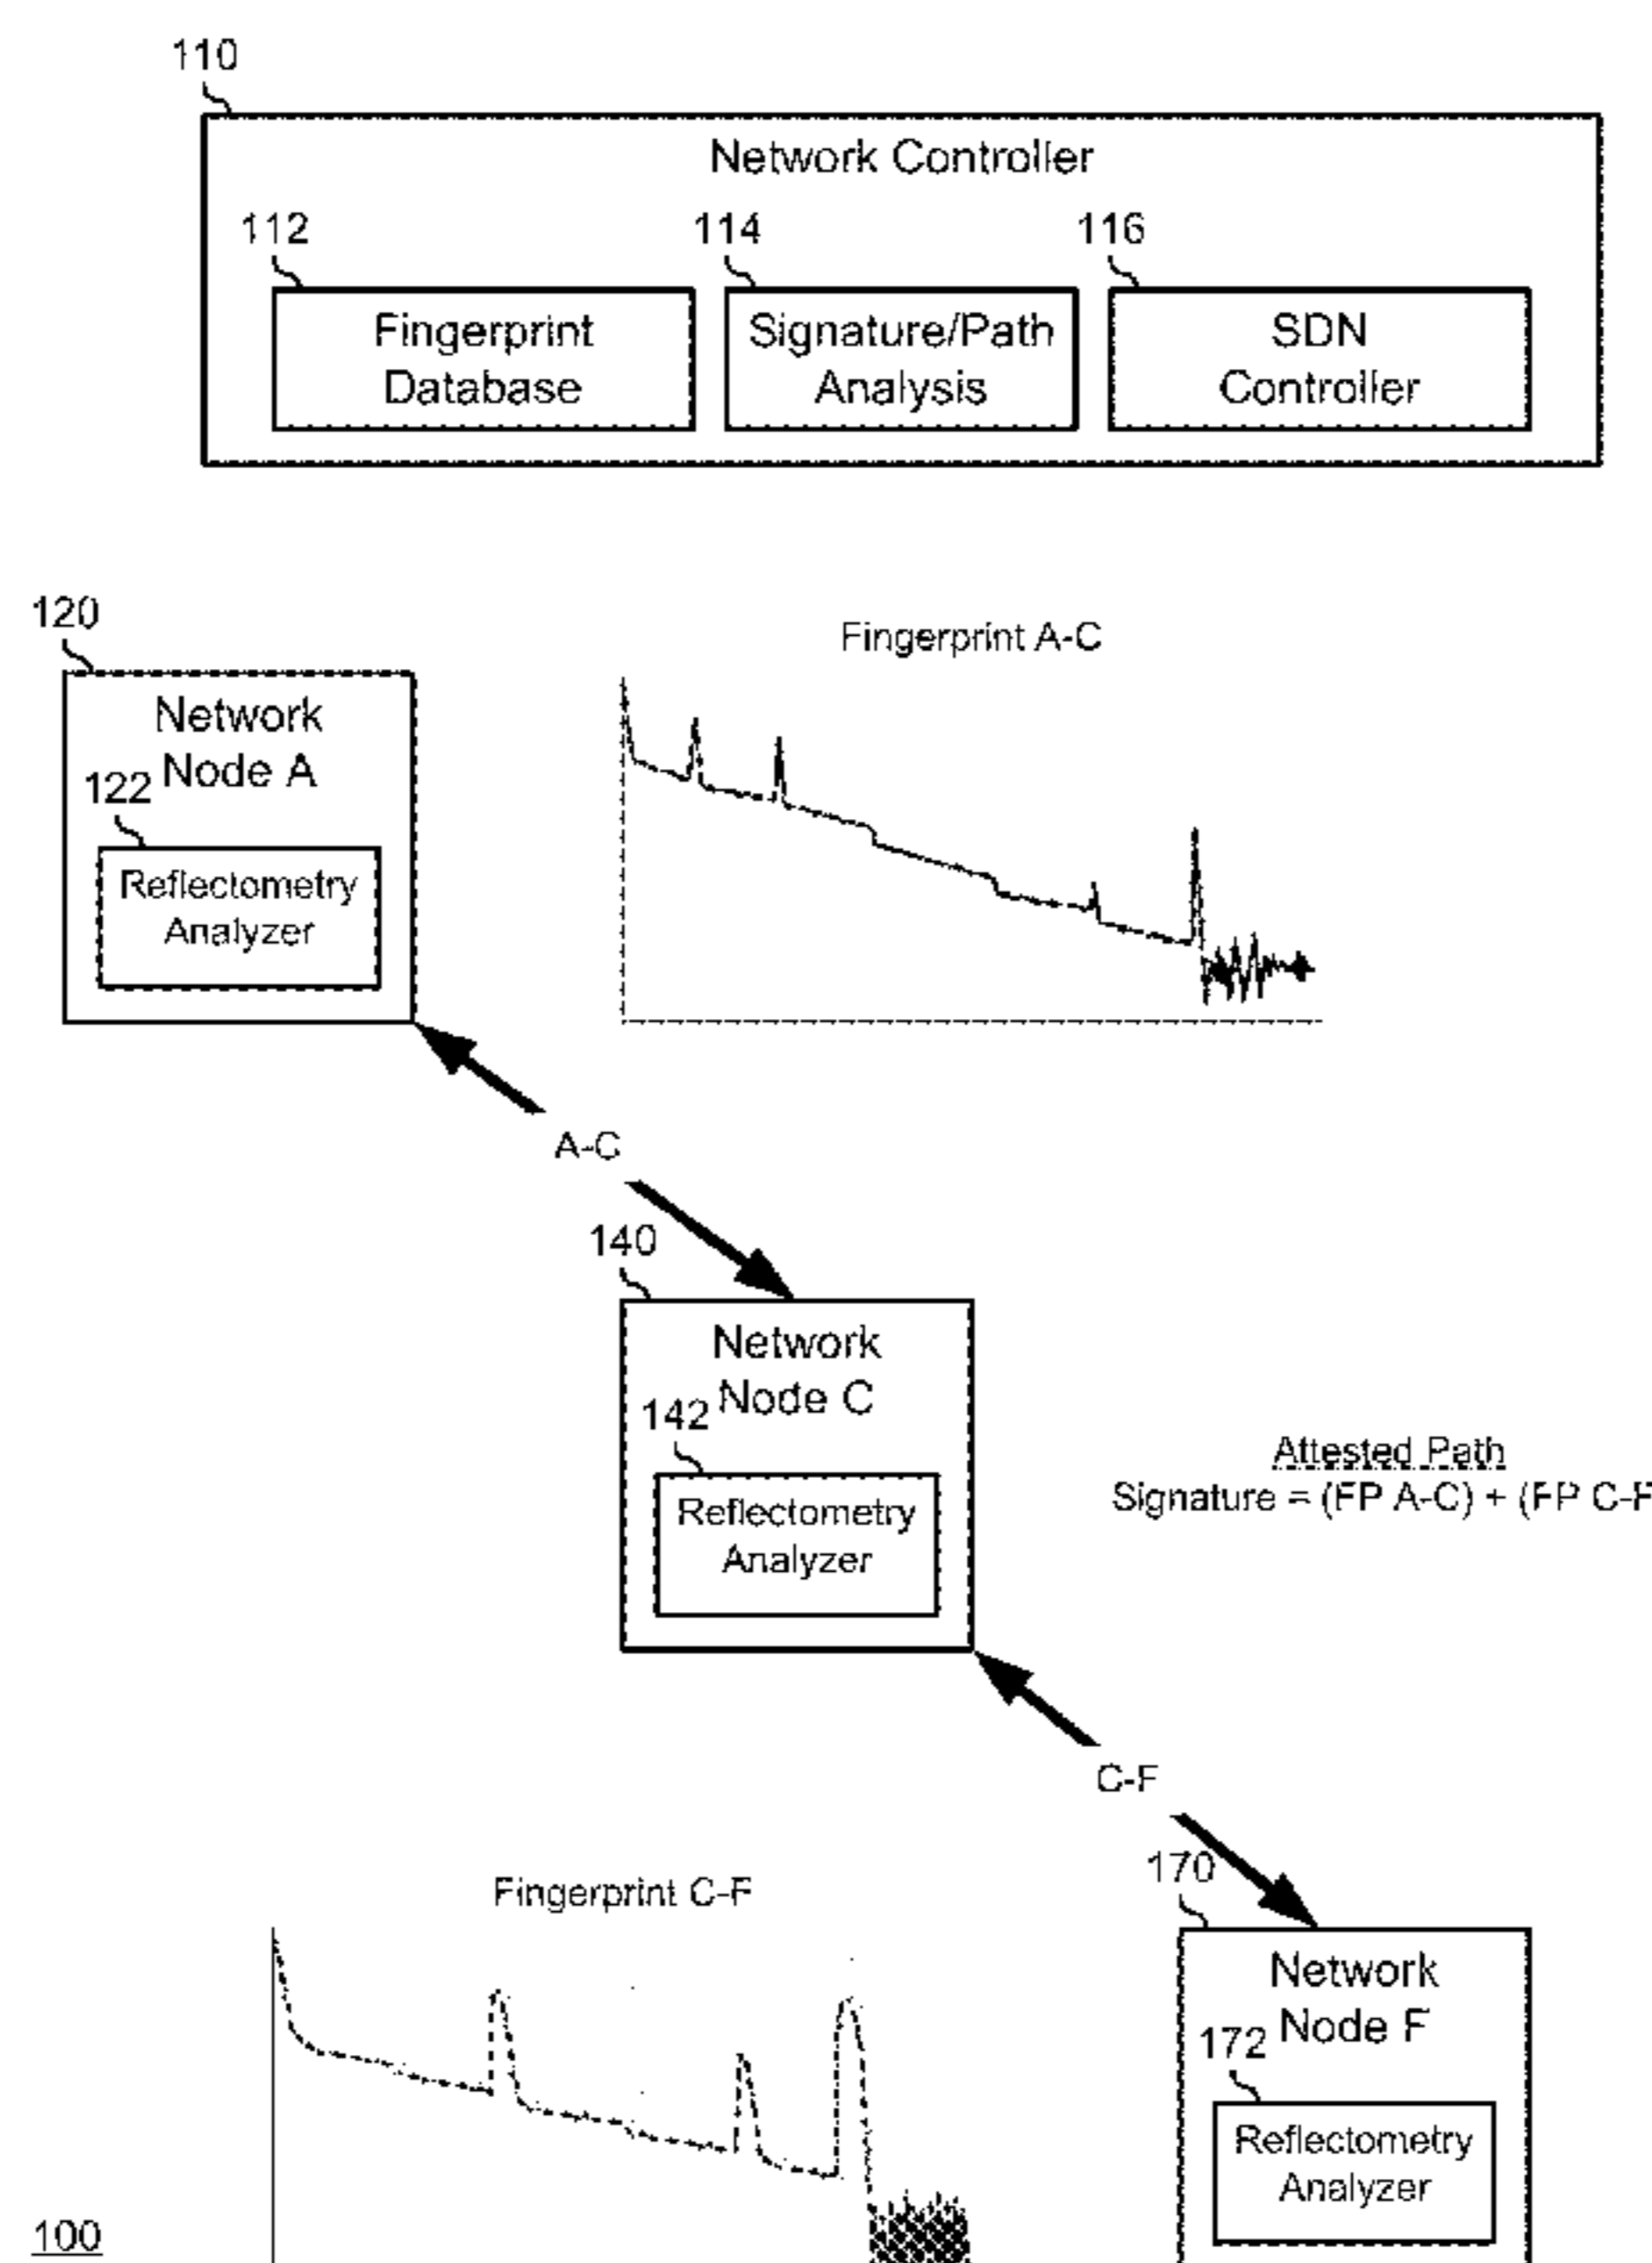 110
Network Controller
112
114
116
Fingerprint
Database
Signature/Path
Analysis
SDN
Controller
120
Network
Node A
122
Reflectometry
Analyzer
Fingerprint A-C
A-C
140
Network
Node C
142
Reflectometry
Analyzer
Attested Path
Signature = (FP A-C) + (FP C-F
C-F
170
Network
Node F
172
Reflectometry
Analyzer
Fingerprint C-F
100